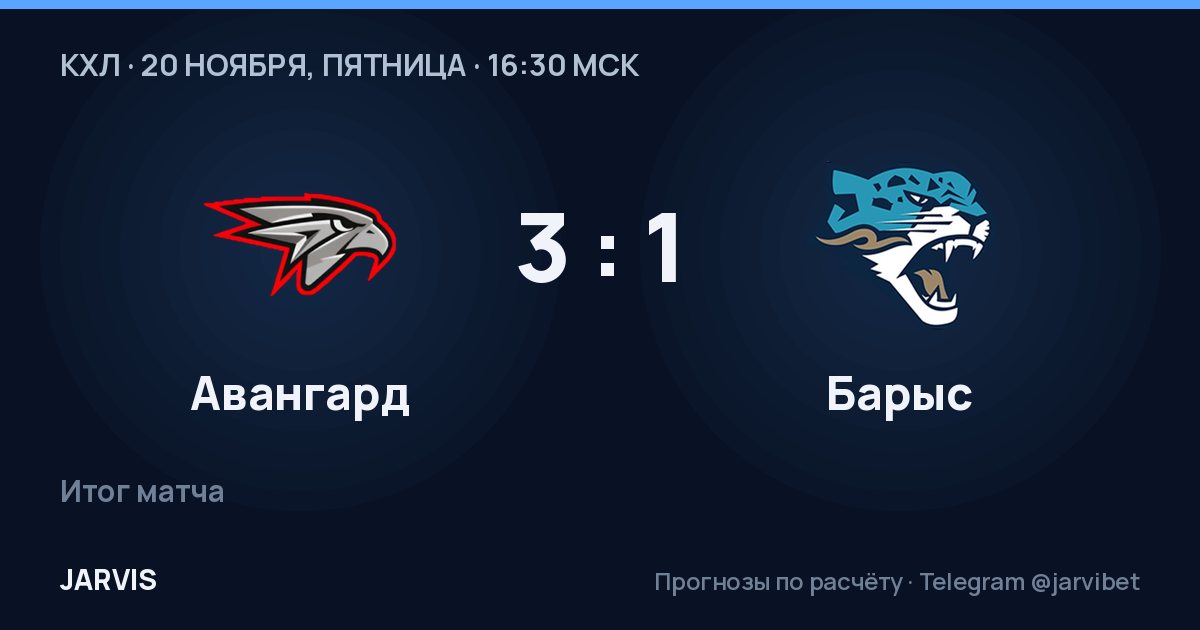 КХЛ · 20 НОЯБРЯ, ПЯТНИЦА · 16:30 МСК
3 : 1
Авангард
Барыс
Итог матча
JARVIS
Прогнозы по расчёту · Telegram @jarvibet